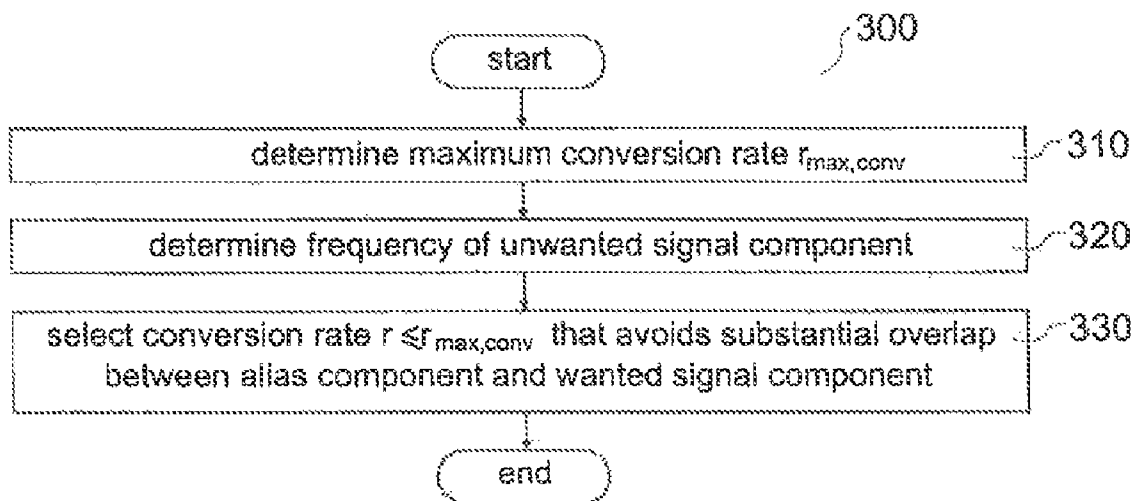 300
start
determine maximum conversion rate r_max,conv
310
determine frequency of unwanted signal component
320
select conversion rate r ⩽ r_max,conv that avoids substantial overlap
between alias component and wanted signal component
330
end